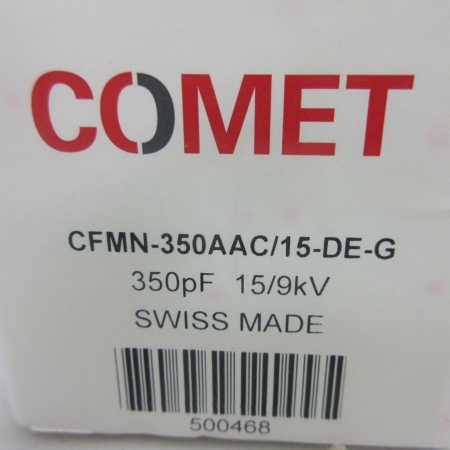 COMET
CFMN-350AAC/15-DE-G
350pF 15/9kV
SWISS MADE
500468